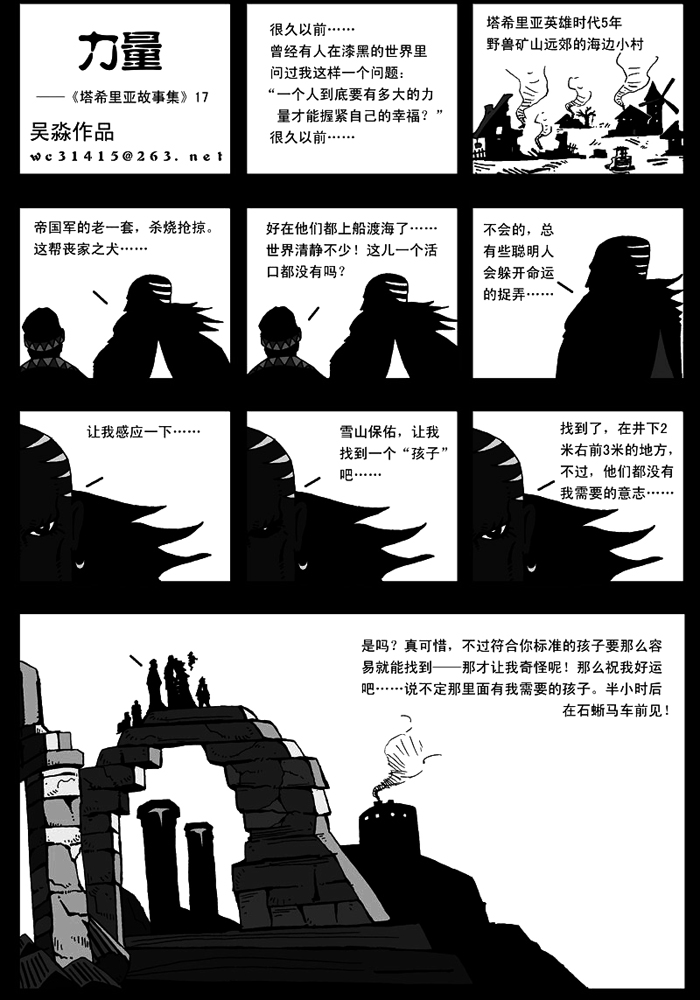 力量
——《塔希里亚故事集》17
吴淼作品
wc31415@263.net
很久以前……
曾经有人在漆黑的世界里
问过我这样一个问题：
“一个人到底要有多大的力
量才能握紧自己的幸福？”
很久以前……
塔希里亚英雄时代5年
野兽矿山远郊的海边小村
帝国军的老一套，杀烧抢掠。
这帮丧家之犬……
好在他们都上船渡海了……
世界清静不少！这儿一个活
口都没有吗？
不会的，总
有些聪明人
会躲开命运
的捉弄……
让我感应一下……
雪山保佑，让我
找到一个“孩子”
吧……
找到了，在井下2
米右前3米的地方，
不过，他们都没有
我需要的意志……
是吗？真可惜，不过符合你标准的孩子要那么容
易就能找到——那才让我奇怪呢！那么祝我好运
吧……说不定那里面有我需要的孩子。半小时后
在石蜥马车前见！